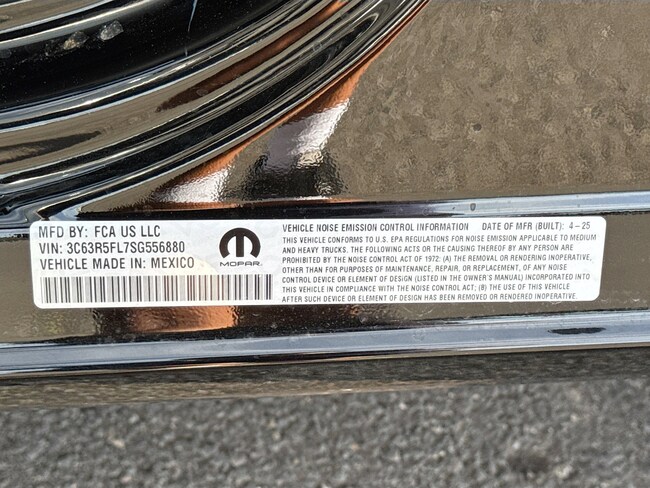 MFD BY: FCA US LLC
VIN: 3C63R5FL7SG556880
VEHICLE MADE IN: MEXICO
MOPAR
VEHICLE NOISE EMISSION CONTROL INFORMATION DATE OF MFR (BUILT): 4-25
THIS VEHICLE CONFORMS TO U.S. EPA REGULATIONS FOR NOISE EMISSION APPLICABLE TO MEDIUM
AND HEAVY TRUCKS. THE FOLLOWING ACTS OR THE CAUSING THEREOF BY ANY PERSON ARE
PROHIBITED BY THE NOISE CONTROL ACT OF 1972: (A) THE REMOVAL OR RENDERING INOPERATIVE,
OTHER THAN FOR PURPOSES OF MAINTENANCE, REPAIR, OR REPLACEMENT, OF ANY NOISE
CONTROL DEVICE OR ELEMENT OF DESIGN (LISTED IN THE OWNER'S MANUAL) INCORPORATED INTO
THIS VEHICLE IN COMPLIANCE WITH THE NOISE CONTROL ACT; (B) THE USE OF THIS VEHICLE
AFTER SUCH DEVICE OR ELEMENT OF DESIGN HAS BEEN REMOVED OR RENDERED INOPERATIVE.